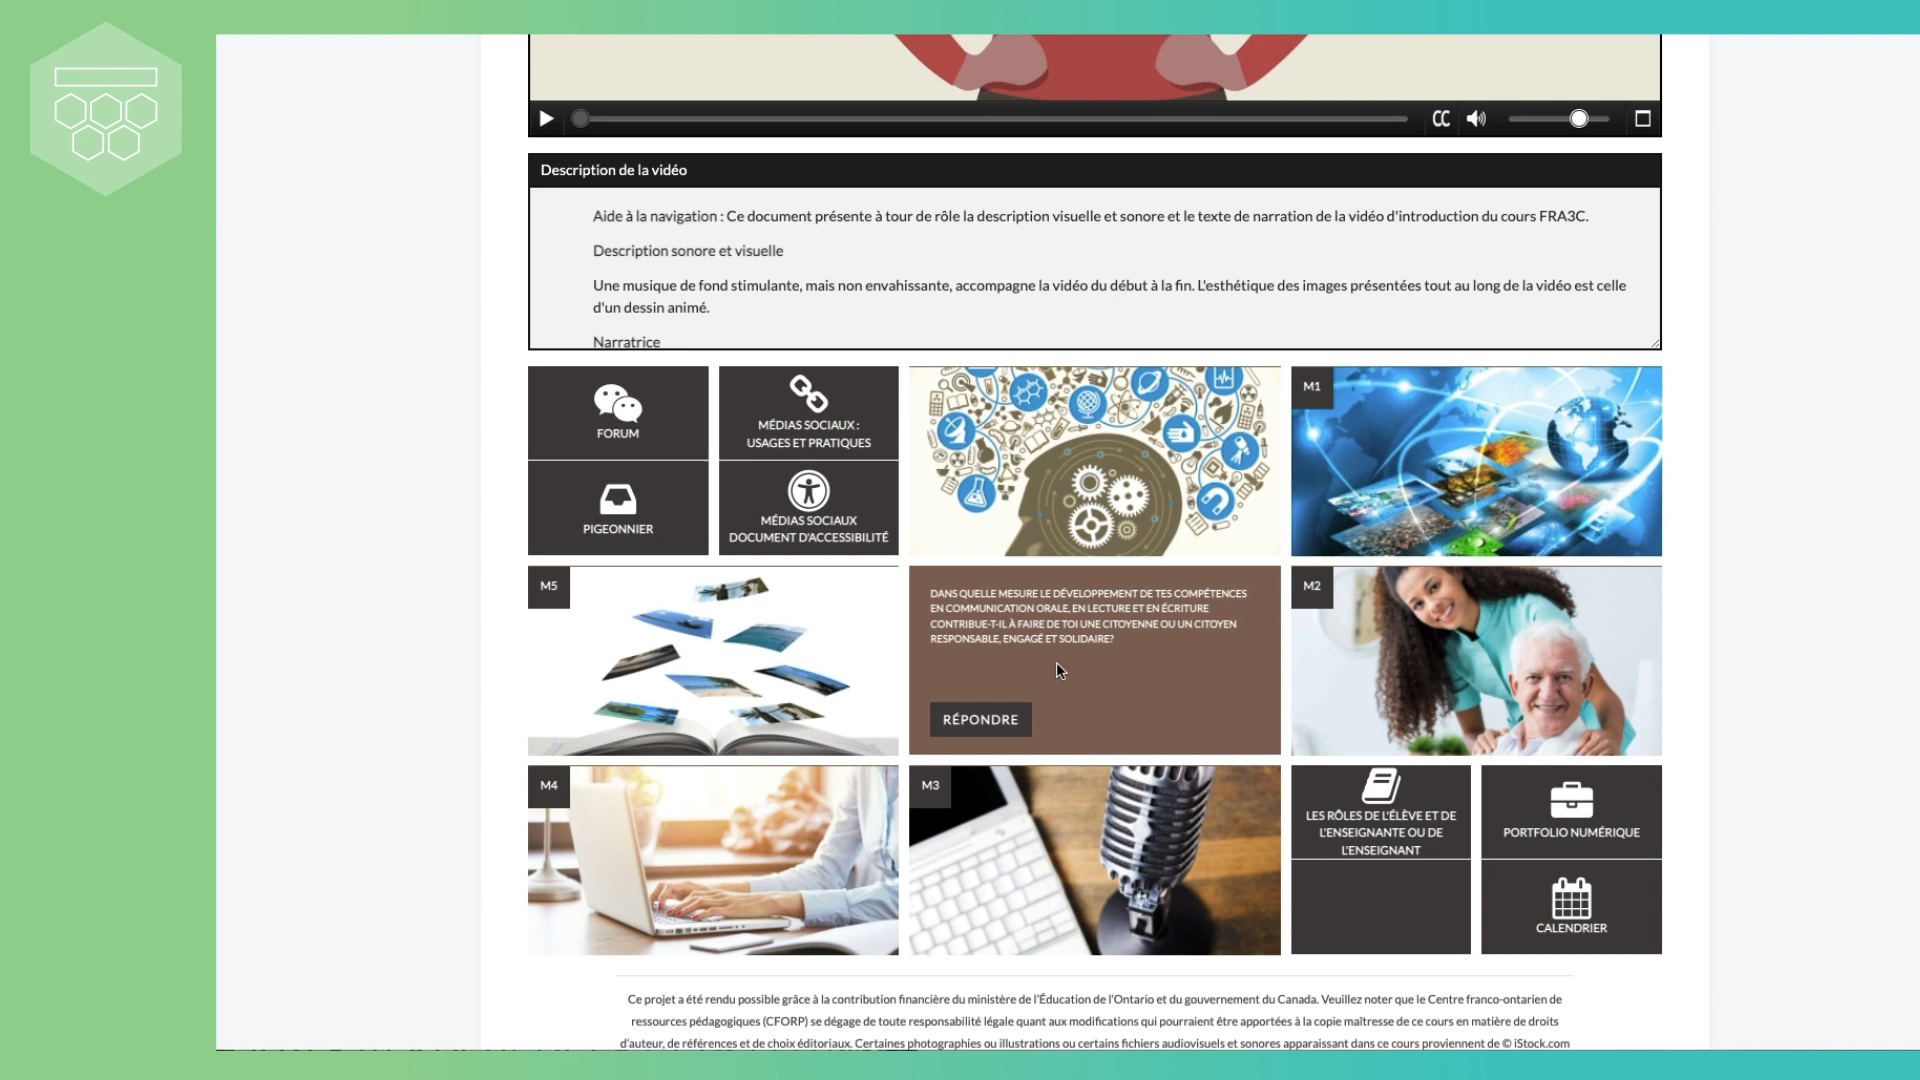 CC
Description de la vidéo
Aide à la navigation : Ce document présente à tour de rôle la description visuelle et sonore et le texte de narration de la vidéo d'introduction du cours FRA3C.
Description sonore et visuelle
Une musique de fond stimulante, mais non envahissante, accompagne la vidéo du début à la fin. L'esthétique des images présentées tout au long de la vidéo est celle
d'un dessin animé.
Narratrice
FORUM
MÉDIAS SOCIAUX :
USAGES ET PRATIQUES
PIGEONNIER
MÉDIAS SOCIAUX
DOCUMENT D'ACCESSIBILITÉ
M1
M5
DANS QUELLE MESURE LE DÉVELOPPEMENT DE TES COMPÉTENCES
EN COMMUNICATION ORALE, EN LECTURE ET EN ÉCRITURE
CONTRIBUE-T-IL À FAIRE DE TOI UNE CITOYENNE OU UN CITOYEN
RESPONSABLE, ENGAGÉ ET SOLIDAIRE?
RÉPONDRE
M2
M4
M3
LES RÔLES DE L'ÉLÈVE ET DE
L'ENSEIGNANTE OU DE
L'ENSEIGNANT
PORTFOLIO NUMÉRIQUE
CALENDRIER
Ce projet a été rendu possible grâce à la contribution financière du ministère de l'Éducation de l'Ontario et du gouvernement du Canada. Veuillez noter que le Centre franco-ontarien de
ressources pédagogiques (CFORP) se dégage de toute responsabilité légale quant aux modifications qui pourraient être apportées à la copie maîtresse de ce cours en matière de droits
d'auteur, de références et de choix éditoriaux. Certaines photographies ou illustrations ou certains fichiers audiovisuels et sonores apparaissant dans ce cours proviennent de © iStock.com